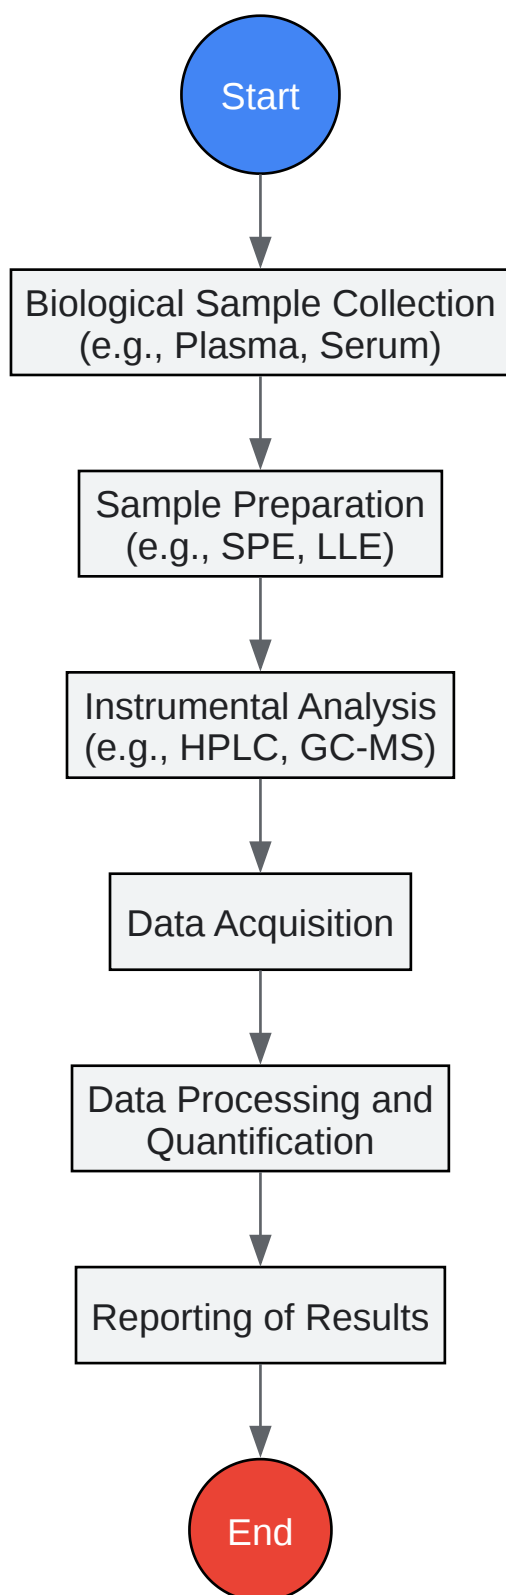 Start
Biological Sample Collection
(e.g., Plasma, Serum)
Sample Preparation
(e.g., SPE, LLE)
Instrumental Analysis
(e.g., HPLC, GC-MS)
Data Acquisition
Data Processing and
Quantification
Reporting of Results
End